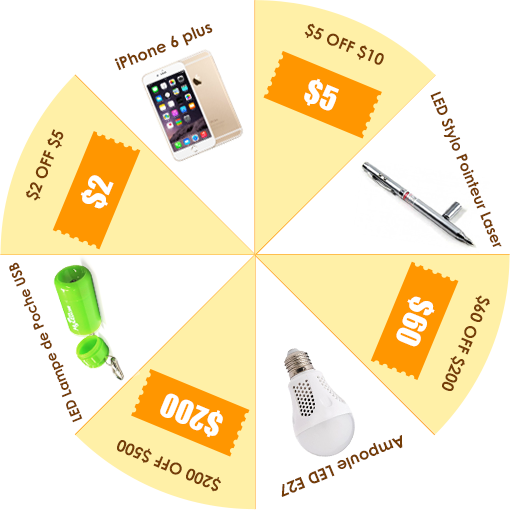 iPhone 6 plus
$5 OFF $10
$5
LED Stylo Pointeur Laser
$60
$60 OFF $200
Ampoule LED E27
$200
$200 OFF $500
LED Lampe de Poche USB
$2 OFF $5
$2